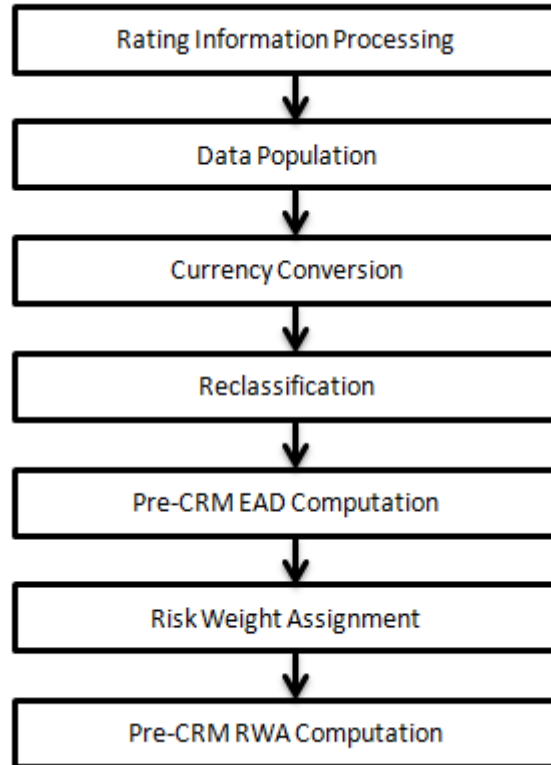 Rating Information Processing
Data Population
Currency Conversion
Reclassification
Pre-CRM EAD Computation
Risk Weight Assignment
Pre-CRM RWA Computation